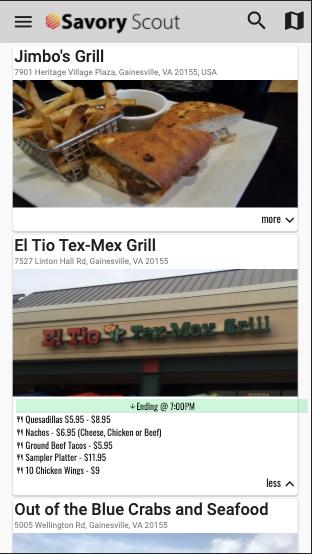 Savory Scout
Jimbo's Grill
7901 Heritage Village Plaza, Gainesville, VA 20155, USA
more
El Tio Tex-Mex Grill
7527 Linton Hall Rd, Gainesville, VA 20155
El Tio Tex-Mex Grill
↓Ending @ 7:00PM
Quesadillas $5.95 - $8.95
Nachos - $6.95 (Cheese, Chicken or Beef)
Ground Beef Tacos - $5.95
Sampler Platter - $11.95
10 Chicken Wings - $9
less
Out of the Blue Crabs and Seafood
5005 Wellington Rd, Gainesville, VA 20155